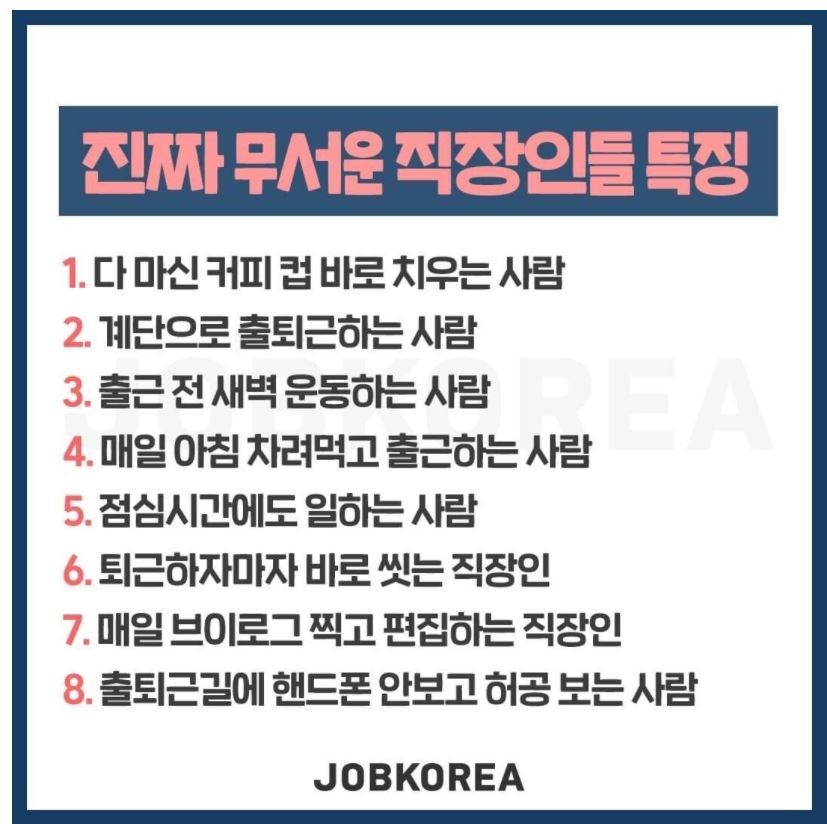 진짜 무서운 직장인들 특징
1. 다 마신 커피 컵 바로 치우는 사람
2. 계단으로 출퇴근하는 사람
3. 출근 전 새벽 운동하는 사람
JOBKOREA
4. 매일 아침 차려먹고 출근하는 사람
5. 점심시간에도 일하는 사람
6. 퇴근하자마자 바로 씻는 직장인
7. 매일 브이로그 찍고 편집하는 직장인
8. 출퇴근길에 핸드폰 안보고 허공 보는 사람
JOBKOREA